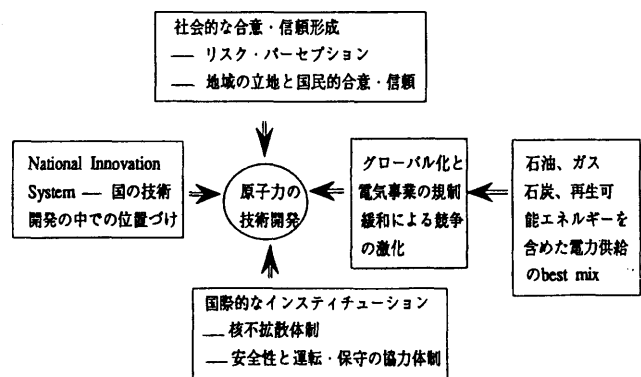 社会的な合意・信頼形成
— リスク・パーセプション
— 地域の立地と国民的合意・信頼
National Innovation
System — 国の技術
開発の中での位置づけ
原子力の
技術開発
グローバル化と
電気事業の規制
緩和による競争
の激化
石油、ガス
石炭、再生可
能エネルギーを
含めた電力供給
のbest mix
国際的なインスティチューション
— 核不拡散体制
— 安全性と運転・保守の協力体制